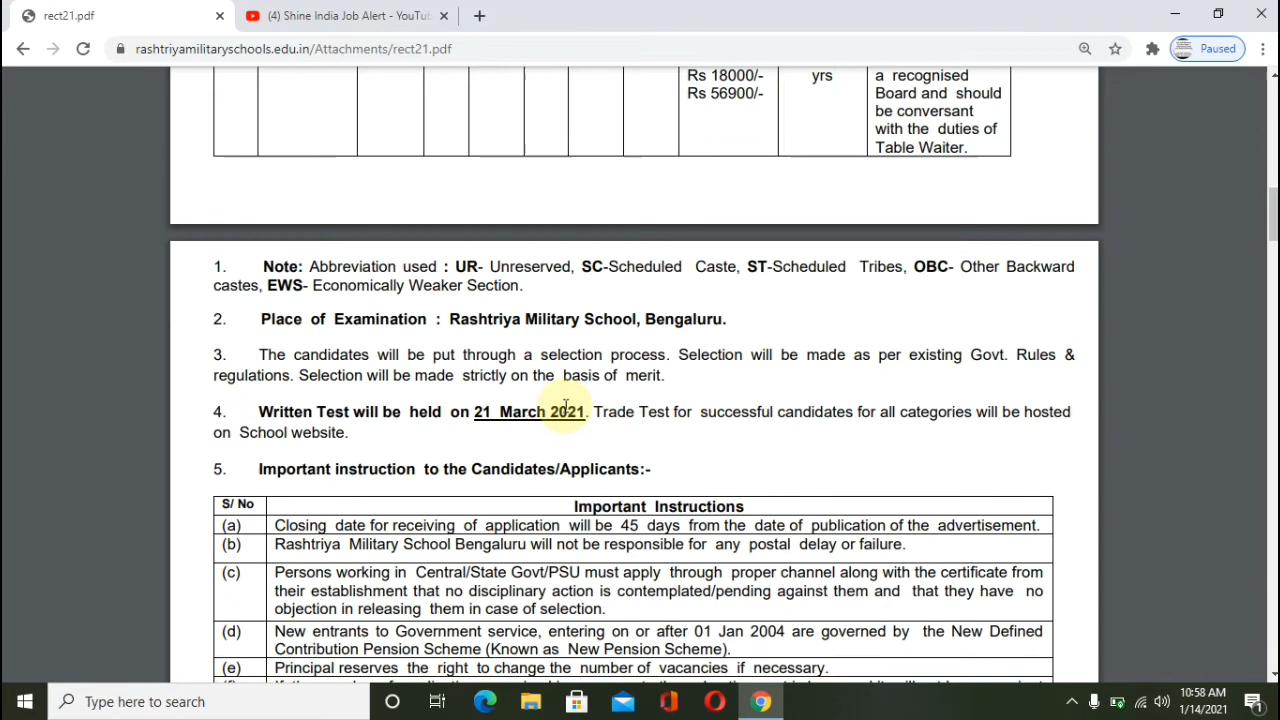 rect21.pdf
(4) Shine India Job Alert - YouTu
rashtriyamilitaryschools.edu.in/Attachments/rect21.pdf
Paused
Rs 18000/-
yrs
a recognised
Rs 56900/-
Board and should
be conversant
with the duties of
Table Waiter.
1. Note: Abbreviation used : UR- Unreserved, SC-Scheduled Caste, ST-Scheduled Tribes, OBC- Other Backward
castes, EWS- Economically Weaker Section.
2. Place of Examination : Rashtriya Military School, Bengaluru.
3. The candidates will be put through a selection process. Selection will be made as per existing Govt. Rules &
regulations. Selection will be made strictly on the basis of merit.
4. Written Test will be held on 21 March 2021. Trade Test for successful candidates for all categories will be hosted
on School website.
5. Important instruction to the Candidates/Applicants:-
S/ No Important Instructions
(a) Closing date for receiving of application will be 45 days from the date of publication of the advertisement.
(b) Rashtriya Military School Bengaluru will not be responsible for any postal delay or failure.
(c) Persons working in Central/State Govt/PSU must apply through proper channel along with the certificate from
their establishment that no disciplinary action is contemplated/pending against them and that they have no
objection in releasing them in case of selection.
(d) New entrants to Government service, entering on or after 01 Jan 2004 are governed by the New Defined
Contribution Pension Scheme (Known as New Pension Scheme).
(e) Principal reserves the right to change the number of vacancies if necessary.
Type here to search
10:58 AM
1/14/2021